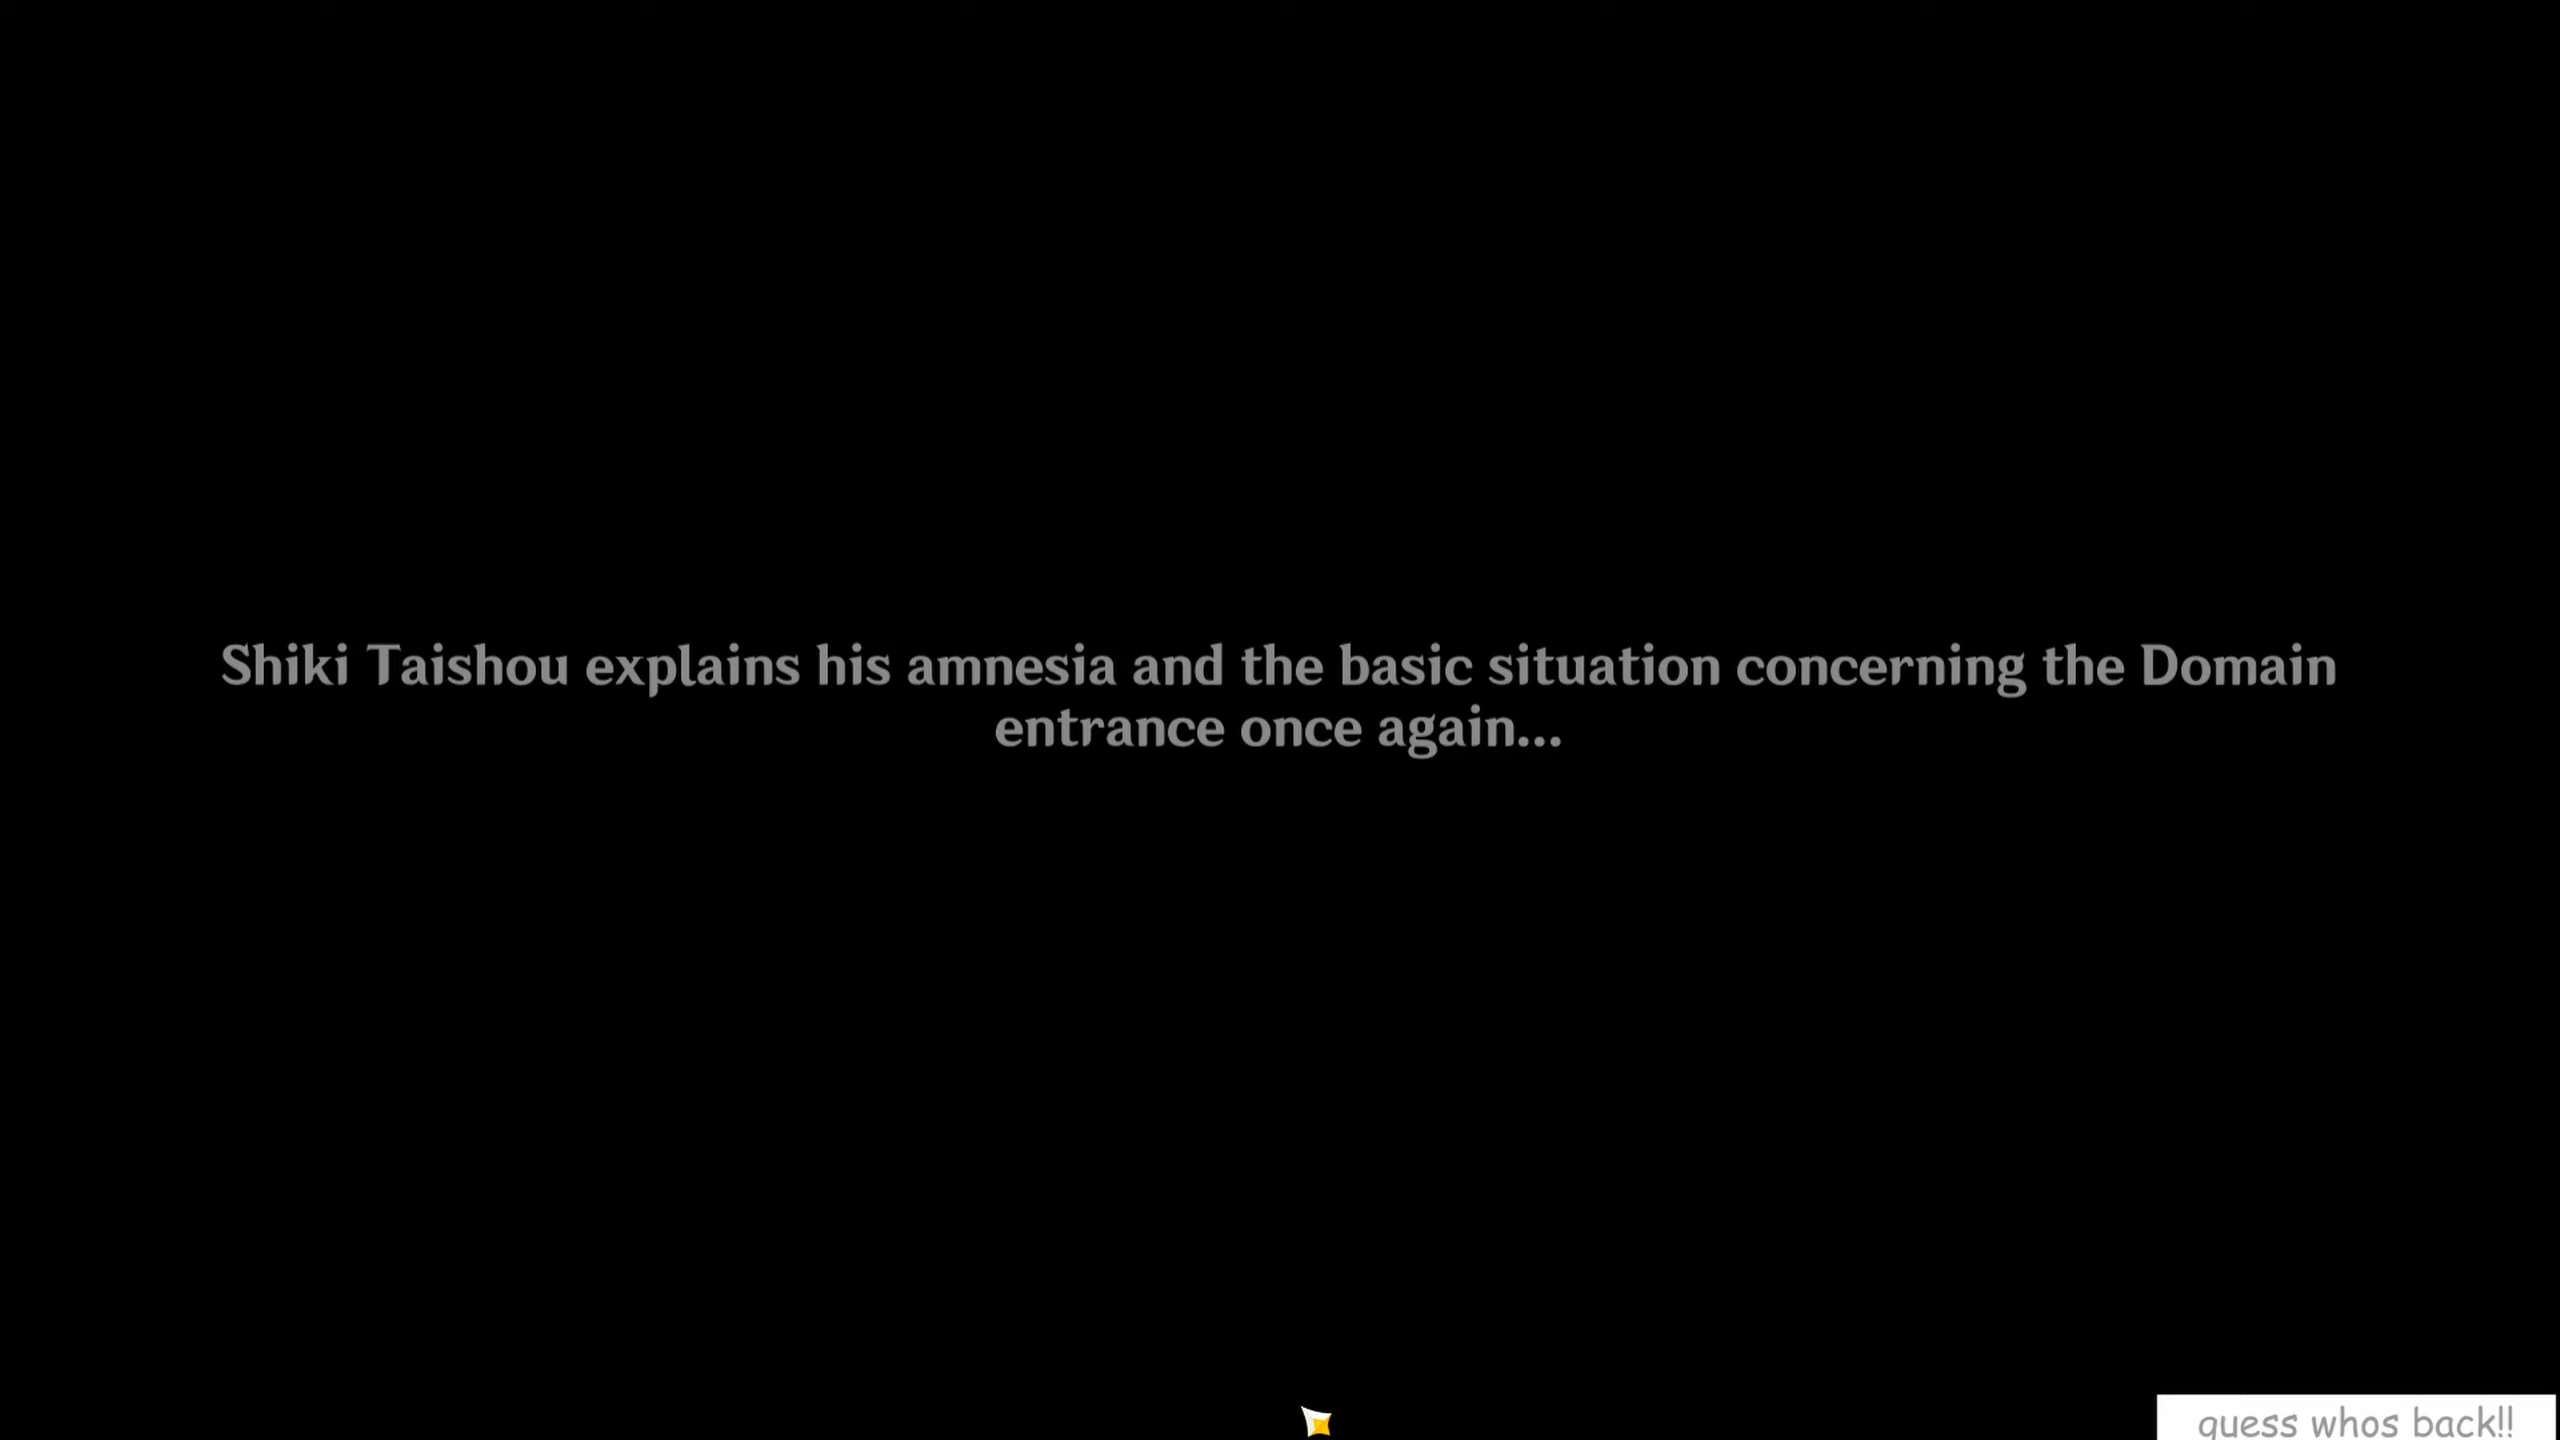 Shiki Taishou explains his amnesia and the basic situation concerning the Domain
entrance once again...
guess whos back!!